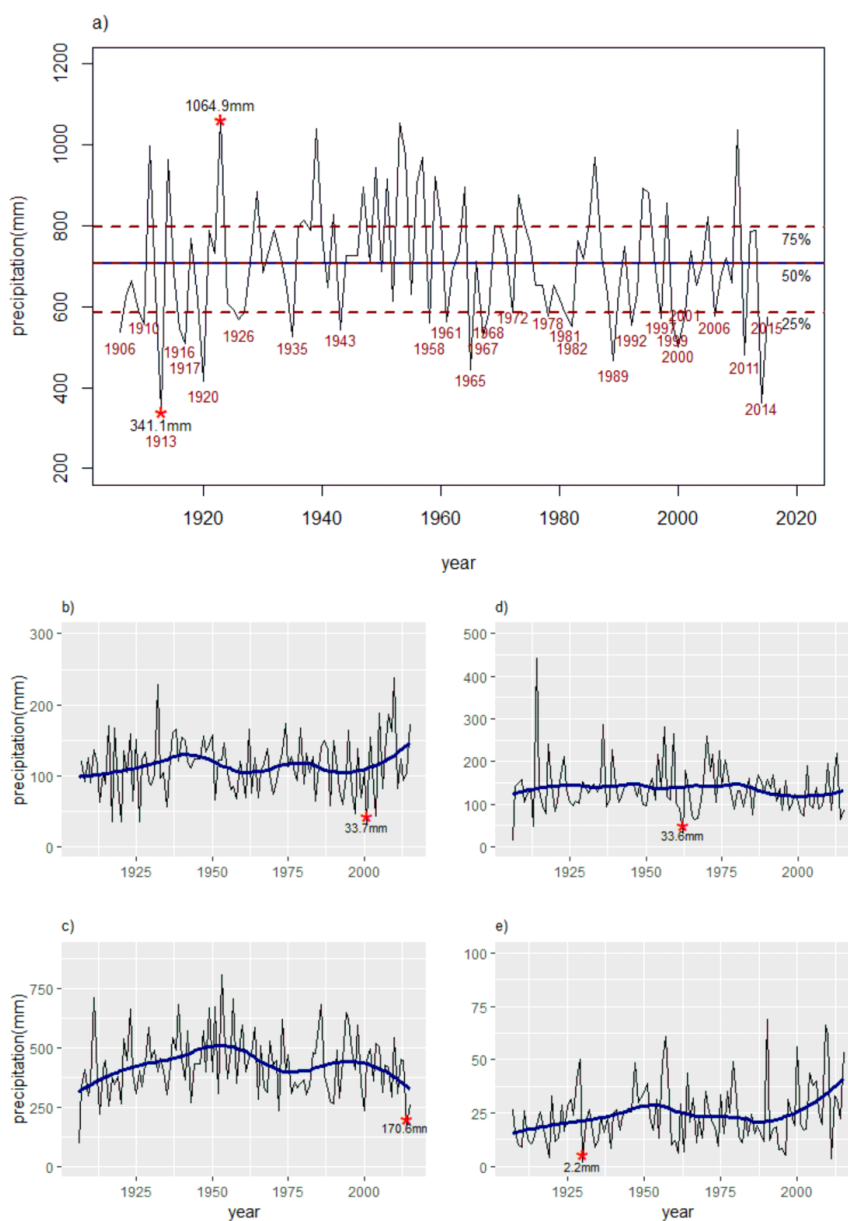 a)
1200
1000
800
600
400
200
precipitation(mm)
1064.9mm
341.1mm
75%
50%
25%
1906
1910
1913
1916
1917
1920
1926
1935
1943
1958
1961
1965
1967
1968
1972
1978
1981
1982
1989
1992
1997
1999
2000
2001
2006
2011
2014
2015
1920 1940 1960 1980 2000 2020
year
b)
300
200
100
0
precipitation(mm)
33.7mm
1925 1950 1975 2000
d)
500
400
300
200
100
0
33.6mm
1925 1950 1975 2000
c)
750
500
250
0
precipitation(mm)
170.6mm
1925 1950 1975 2000
year
e)
100
75
50
25
0
2.2mm
1925 1950 1975 2000
year